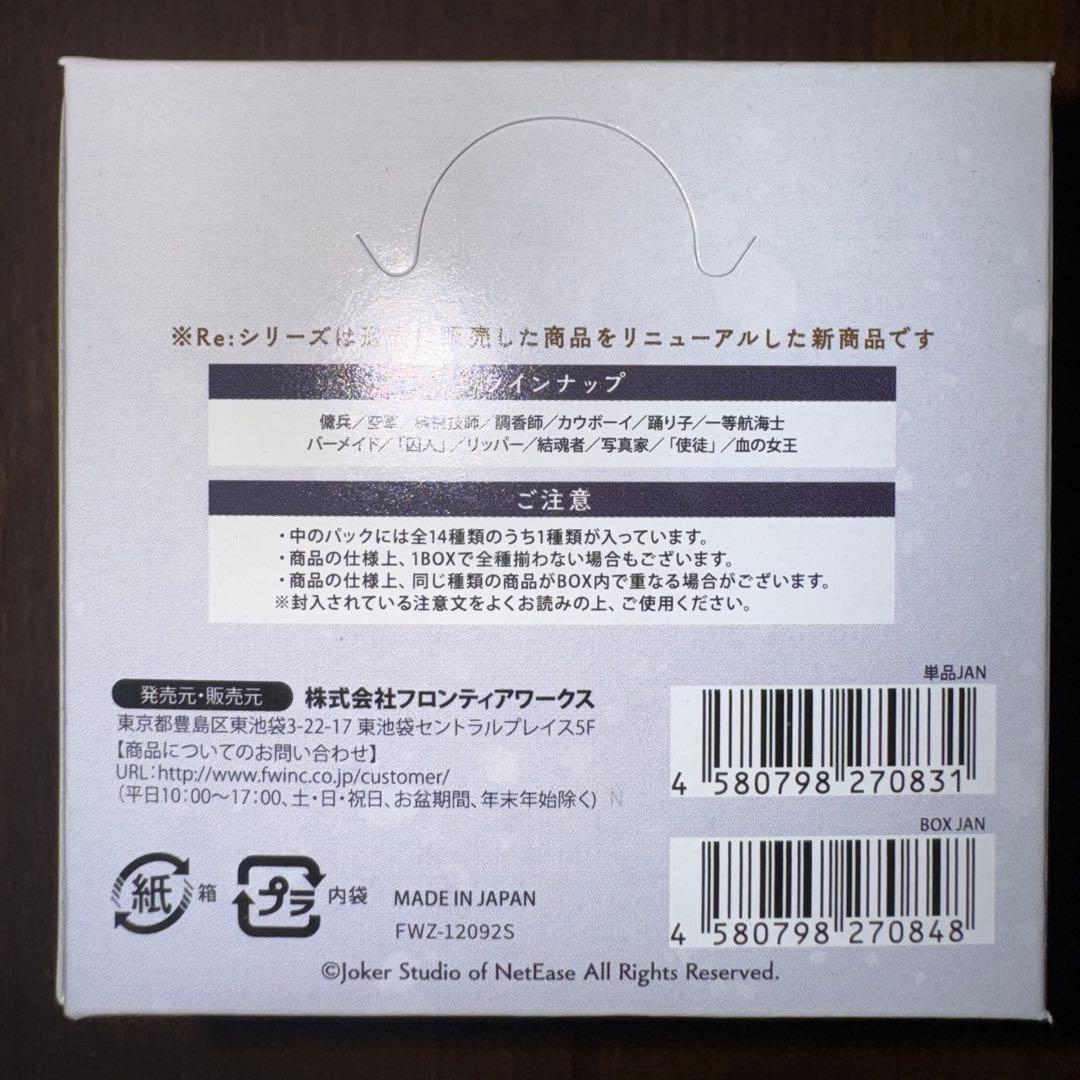 ※Re:シリーズは過去に販売した商品をリニューアルした新商品です
ラインナップ
傭兵／空軍／機械技師／調香師／カウボーイ／踊り子／一等航海士
バーメイド／「囚人」／リッパー／結魂者／写真家／「使徒」／血の女王
ご注意
・中のパックには全14種類のうち1種類が入っています。
・商品の仕様上、1BOXで全種揃わない場合もございます。
・商品の仕様上、同じ種類の商品がBOX内で重なる場合がございます。
※封入されている注意文をよくお読みの上、ご使用ください。
発売元・販売元 株式会社フロンティアワークス
東京都豊島区東池袋3-22-17 東池袋セントラルプレイス5F
【商品についてのお問い合わせ】
URL:http://www.fwinc.co.jp/customer/
(平日10:00～17:00、土・日・祝日、お盆期間、年末年始除く) N
単品JAN
4 580798 270831
BOX JAN
4 580798 270848
紙 箱 プラ 内袋
MADE IN JAPAN
FWZ-12092S
©Joker Studio of NetEase All Rights Reserved.